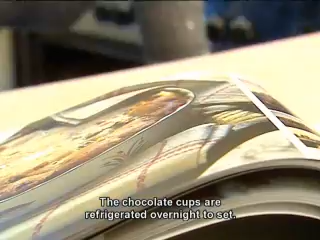 The chocolate cups are
refrigerated overnight to set..